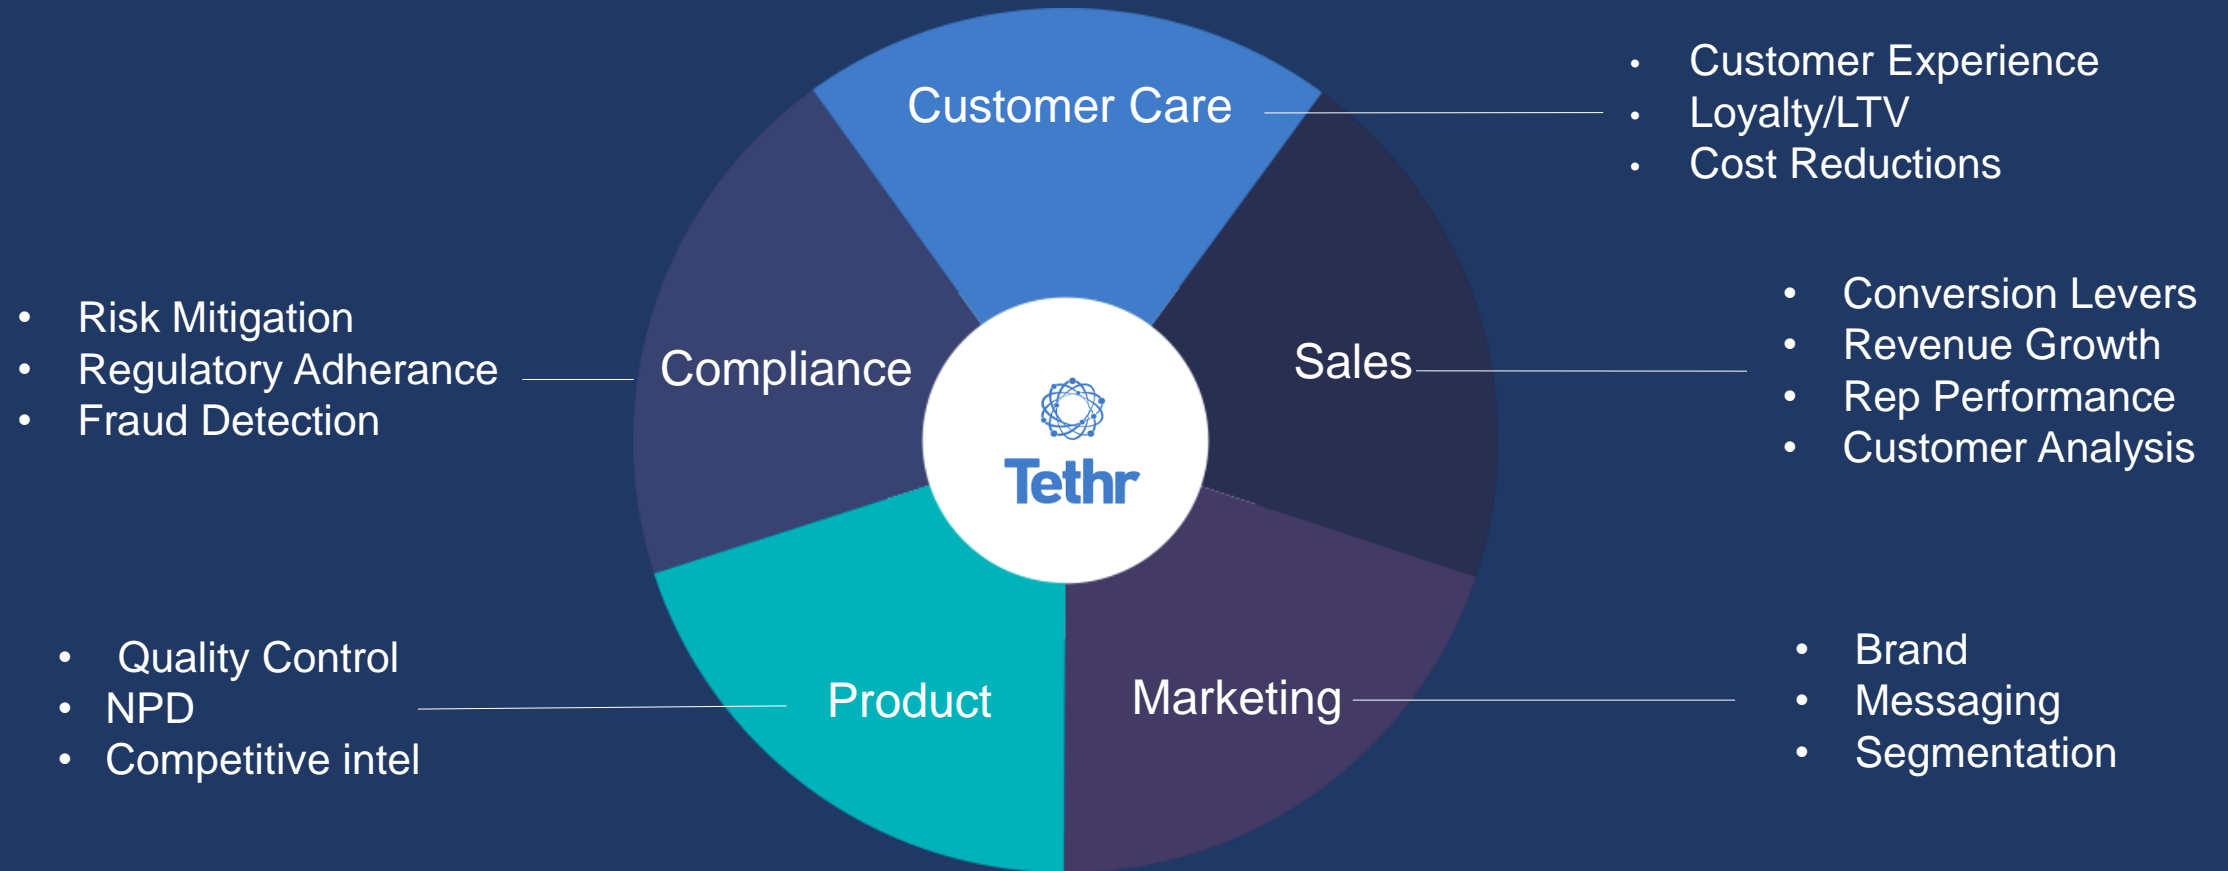 Customer Care
• Customer Experience
• Loyalty/LTV
• Cost Reductions
Sales
• Conversion Levers
• Revenue Growth
• Rep Performance
• Customer Analysis
Marketing
• Brand
• Messaging
• Segmentation
Product
• Quality Control
• NPD
• Competitive intel
Compliance
• Risk Mitigation
• Regulatory Adherance
• Fraud Detection
Tethr